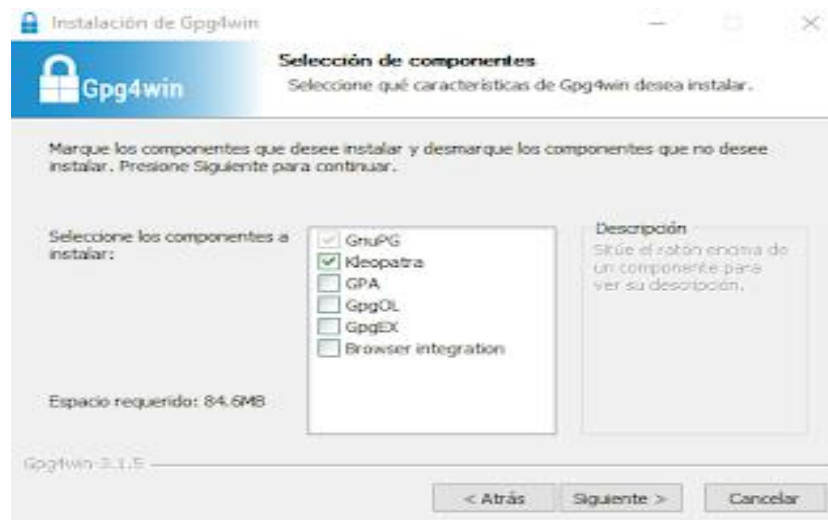 Instalación de Gpg4win
Gpg4win
Selección de componentes
Seleccione qué características de Gpg4win desea instalar.
Marque los componentes que desee instalar y desmarque los componentes que no desee
instalar. Presione Siguiente para continuar.
Seleccione los componentes a
instalar:
GnuPG
Kleopatra
GPA
GpgOL
GpgEX
Browser integration
Descripción
Sitúe el ratón encima de
un componente para
ver su descripción.
Espacio requerido: 84.6MB
Gpg4win-3.1.5
< Atrás
Siguiente >
Cancelar